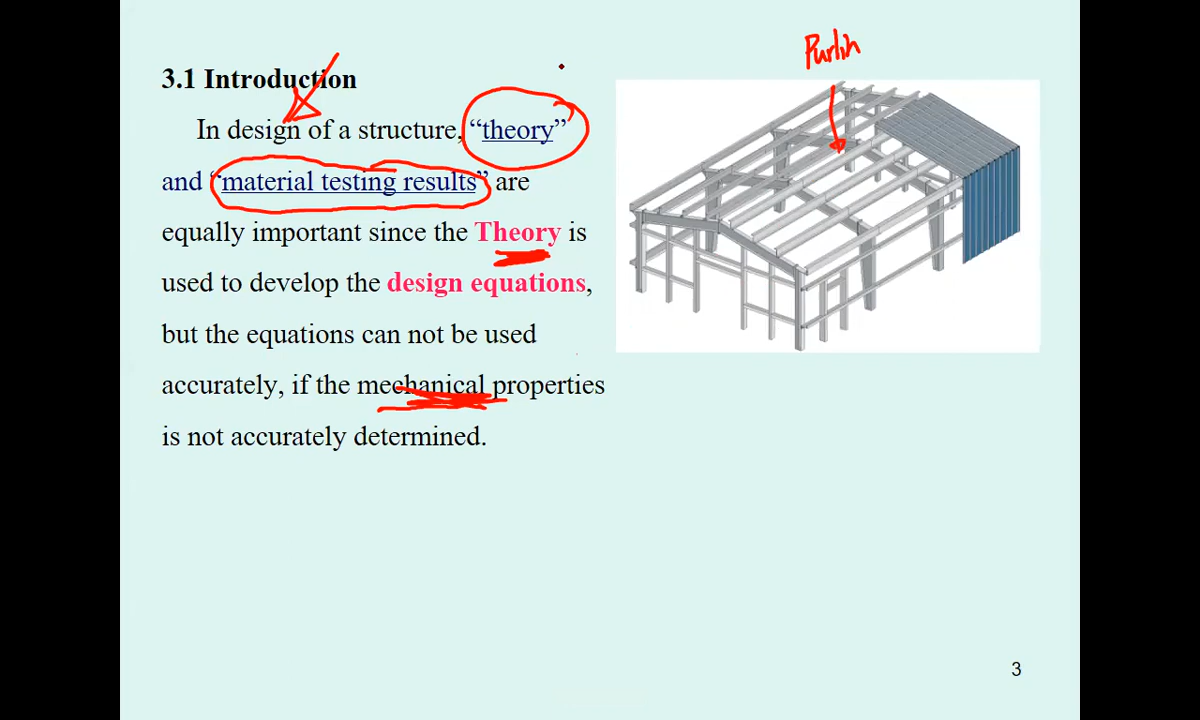 3.1 Introduction
In design of a structure, “theory”
and “material testing results” are
equally important since the Theory is
used to develop the design equations,
but the equations can not be used
accurately, if the mechanical properties
is not accurately determined.
Purlin
3